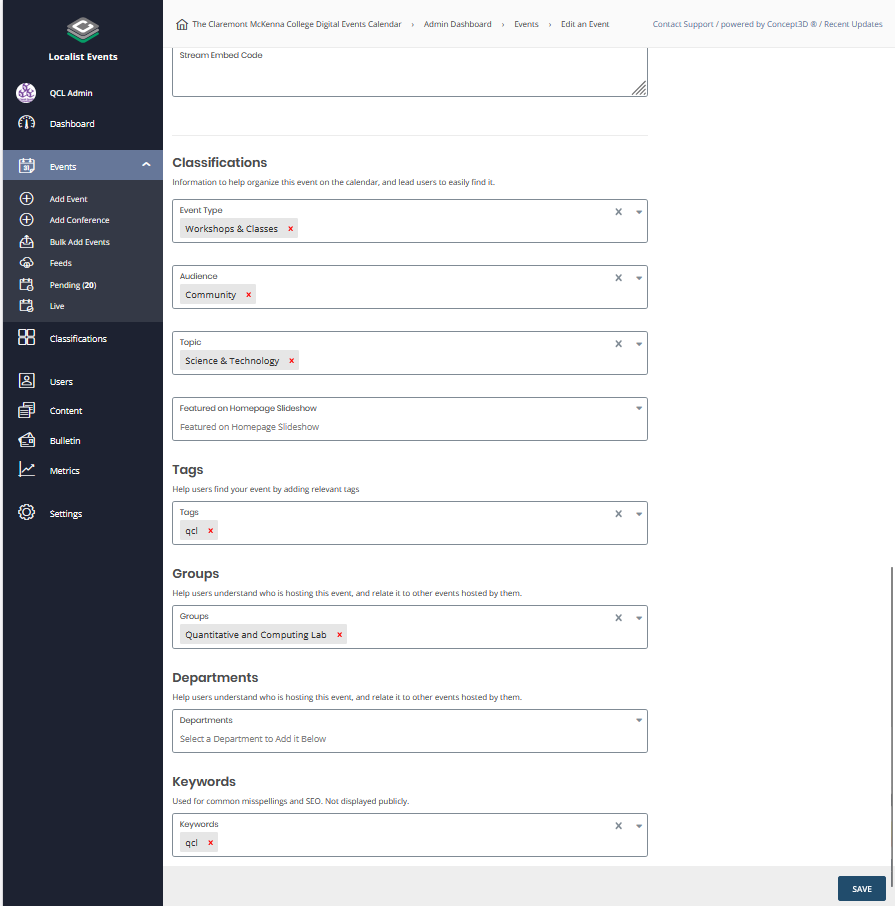 Localist Events
QCL Admin
Dashboard
Events
Add Event
Add Conference
Bulk Add Events
Feeds
Pending (20)
Live
Classifications
Users
Content
Bulletin
Metrics
Settings
The Claremont McKenna College Digital Events Calendar › Admin Dashboard › Events › Edit an Event
Contact Support / powered by Concept3D ® / Recent Updates
Stream Embed Code
Classifications
Information to help organize this event on the calendar, and lead users to easily find it.
Event Type
Workshops & Classes x
Audience
Community x
Topic
Science & Technology x
Featured on Homepage Slideshow
Featured on Homepage Slideshow
Tags
Help users find your event by adding relevant tags
Tags
qcl x
Groups
Help users understand who is hosting this event, and relate it to other events hosted by them.
Groups
Quantitative and Computing Lab x
Departments
Help users understand who is hosting this event, and relate it to other events hosted by them.
Departments
Select a Department to Add it Below
Keywords
Used for common misspellings and SEO. Not displayed publicly.
Keywords
qcl x
SAVE